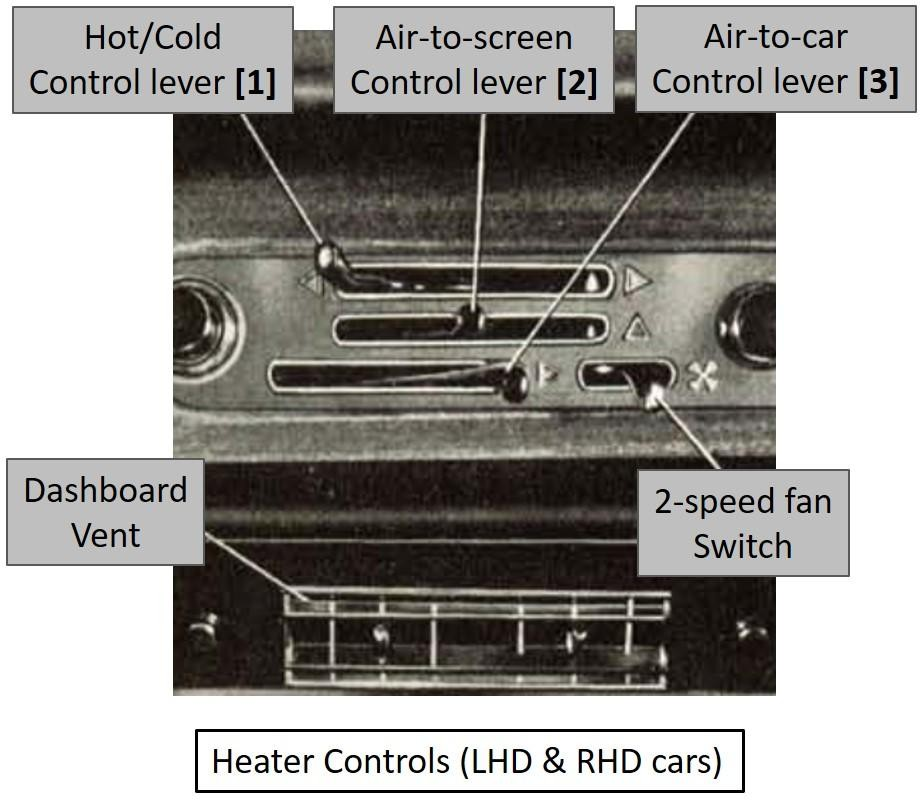 Hot/Cold
Control lever [1]
Air-to-screen
Control lever [2]
Air-to-car
Control lever [3]
Dashboard
Vent
2-speed fan
Switch
Heater Controls (LHD & RHD cars)